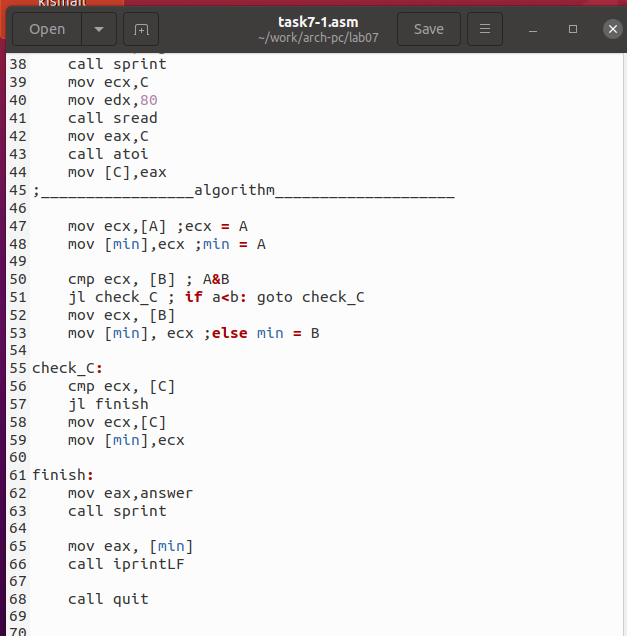 kismail
Open
task7-1.asm
~/work/arch-pc/lab07
Save
38 call sprint
39 mov ecx,C
40 mov edx,80
41 call sread
42 mov eax,C
43 call atoi
44 mov [C],eax
45 ;_________________algorithm____________________
46
47 mov ecx,[A] ;ecx = A
48 mov [min],ecx ;min = A
49
50 cmp ecx, [B] ; A&B
51 jl check_C ; if a<b: goto check_C
52 mov ecx, [B]
53 mov [min], ecx ;else min = B
54
55 check_C:
56 cmp ecx, [C]
57 jl finish
58 mov ecx,[C]
59 mov [min],ecx
60
61 finish:
62 mov eax,answer
63 call sprint
64
65 mov eax, [min]
66 call iprintLF
67
68 call quit
69
70